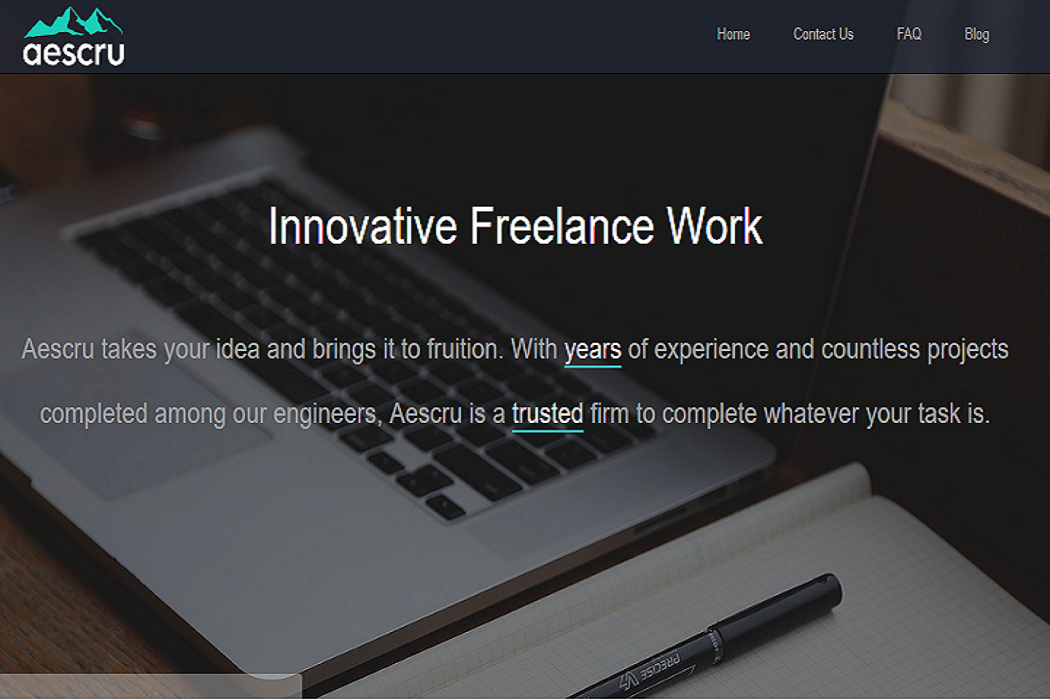 aescru
Home Contact Us FAQ Blog
Innovative Freelance Work
Aescru takes your idea and brings it to fruition. With years of experience and countless projects
completed among our engineers, Aescru is a trusted firm to complete whatever your task is.
PILOT
PRECISE V7